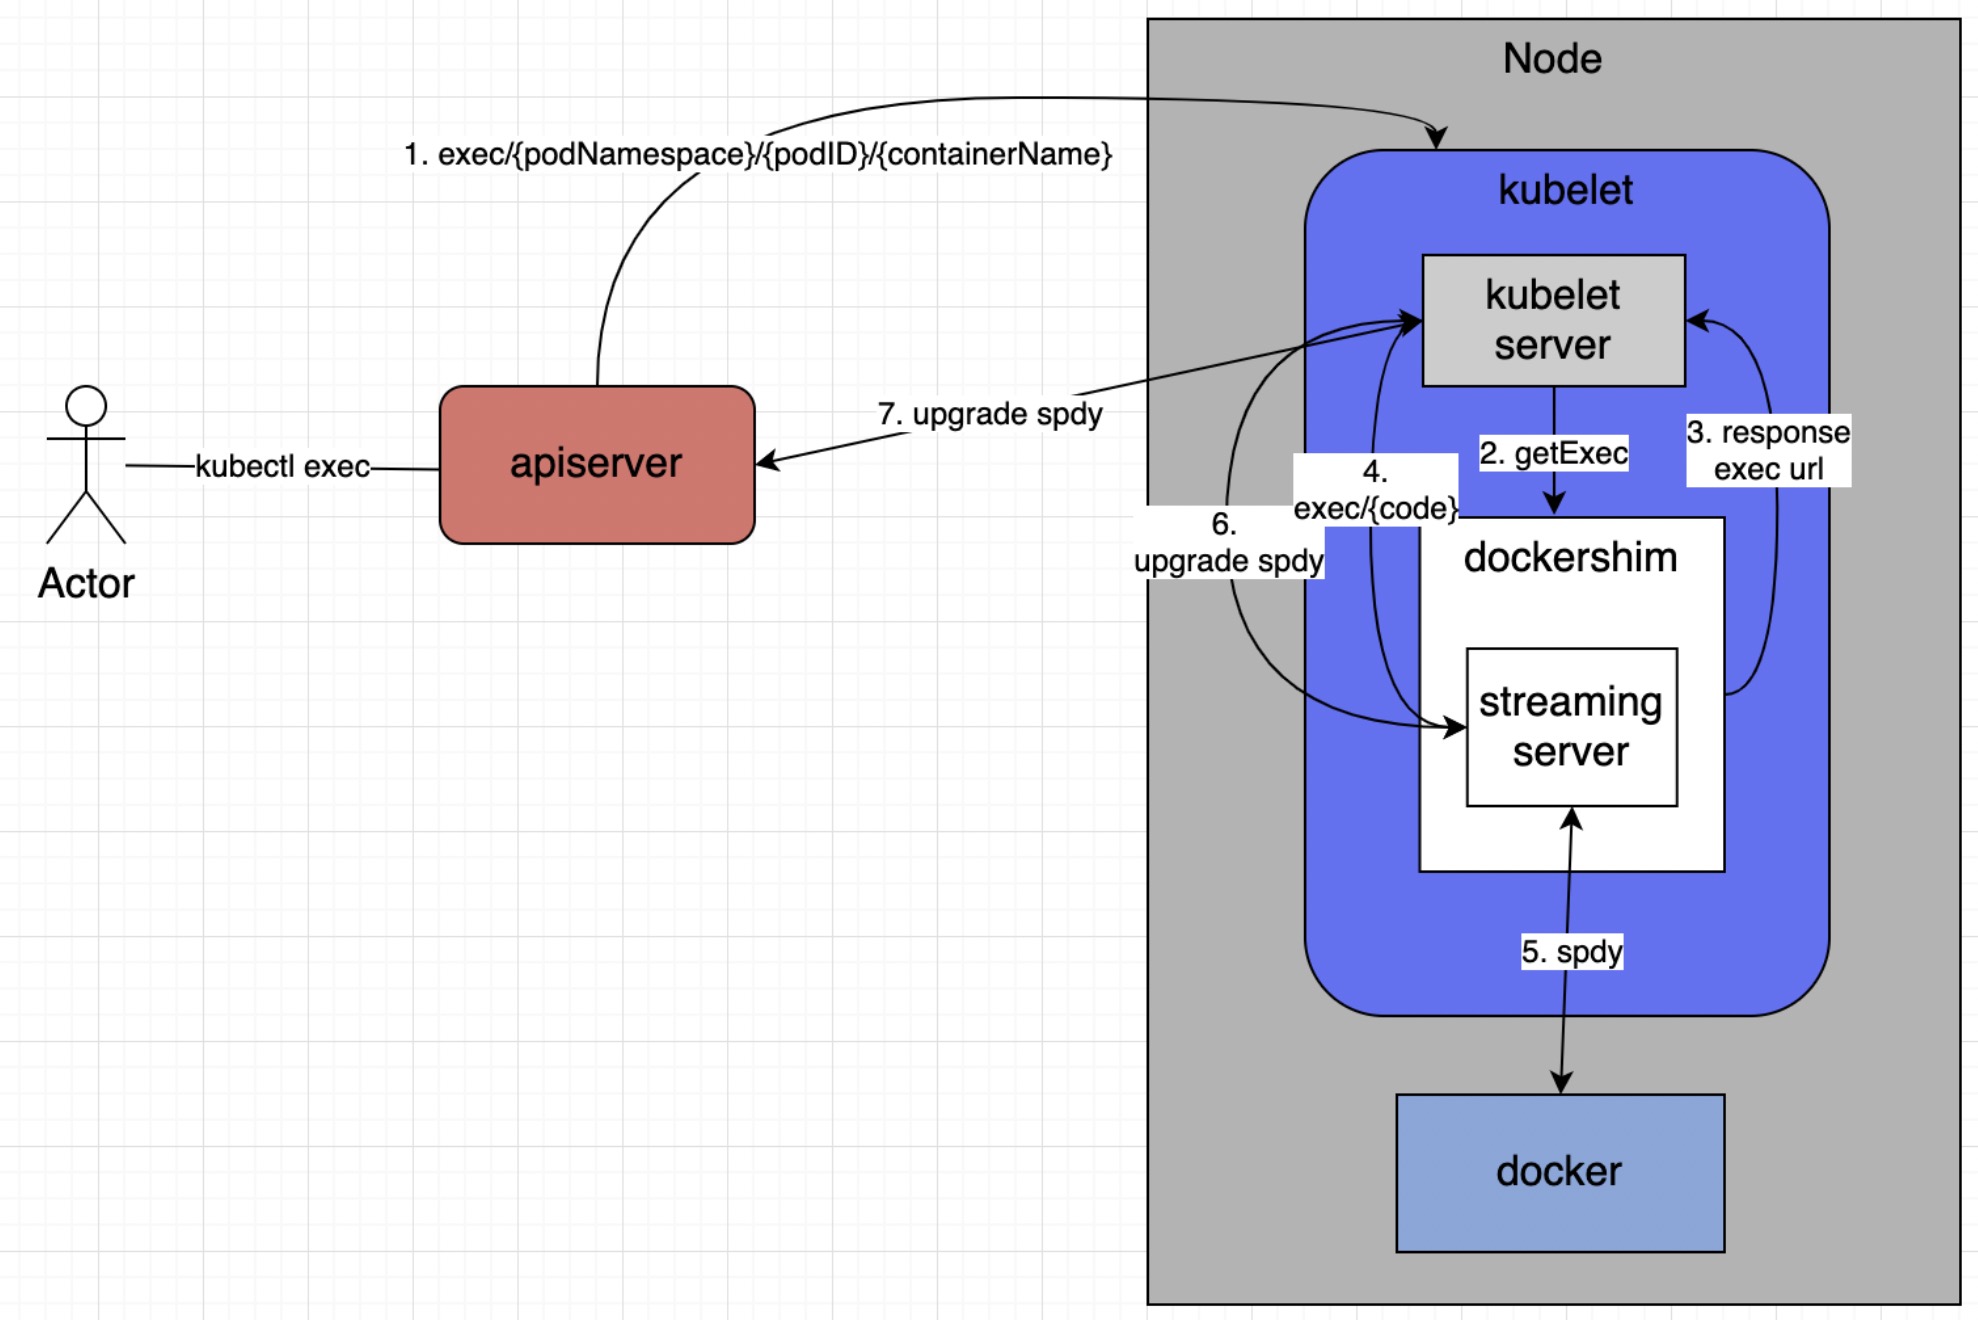 Node
1. exec/{podNamespace}/{podID}/{containerName}
kubelet
kubelet
server
7. upgrade spdy
2. getExec
3. response
exec url
kubectl exec
apiserver
4.
exec/{code}
6.
upgrade spdy
dockershim
Actor
streaming
server
5. spdy
docker